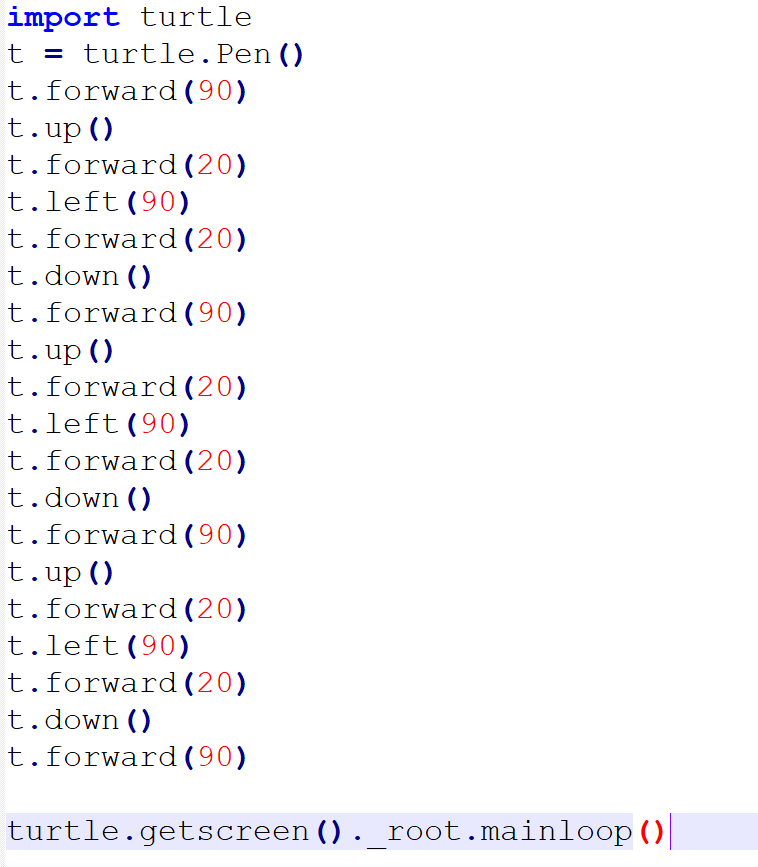 import turtle
t = turtle.Pen()
t.forward(90)
t.up()
t.forward(20)
t.left(90)
t.forward(20)
t.down()
t.forward(90)
t.up()
t.forward(20)
t.left(90)
t.forward(20)
t.down()
t.forward(90)
t.up()
t.forward(20)
t.left(90)
t.forward(20)
t.down()
t.forward(90)
turtle.getscreen()._root.mainloop()